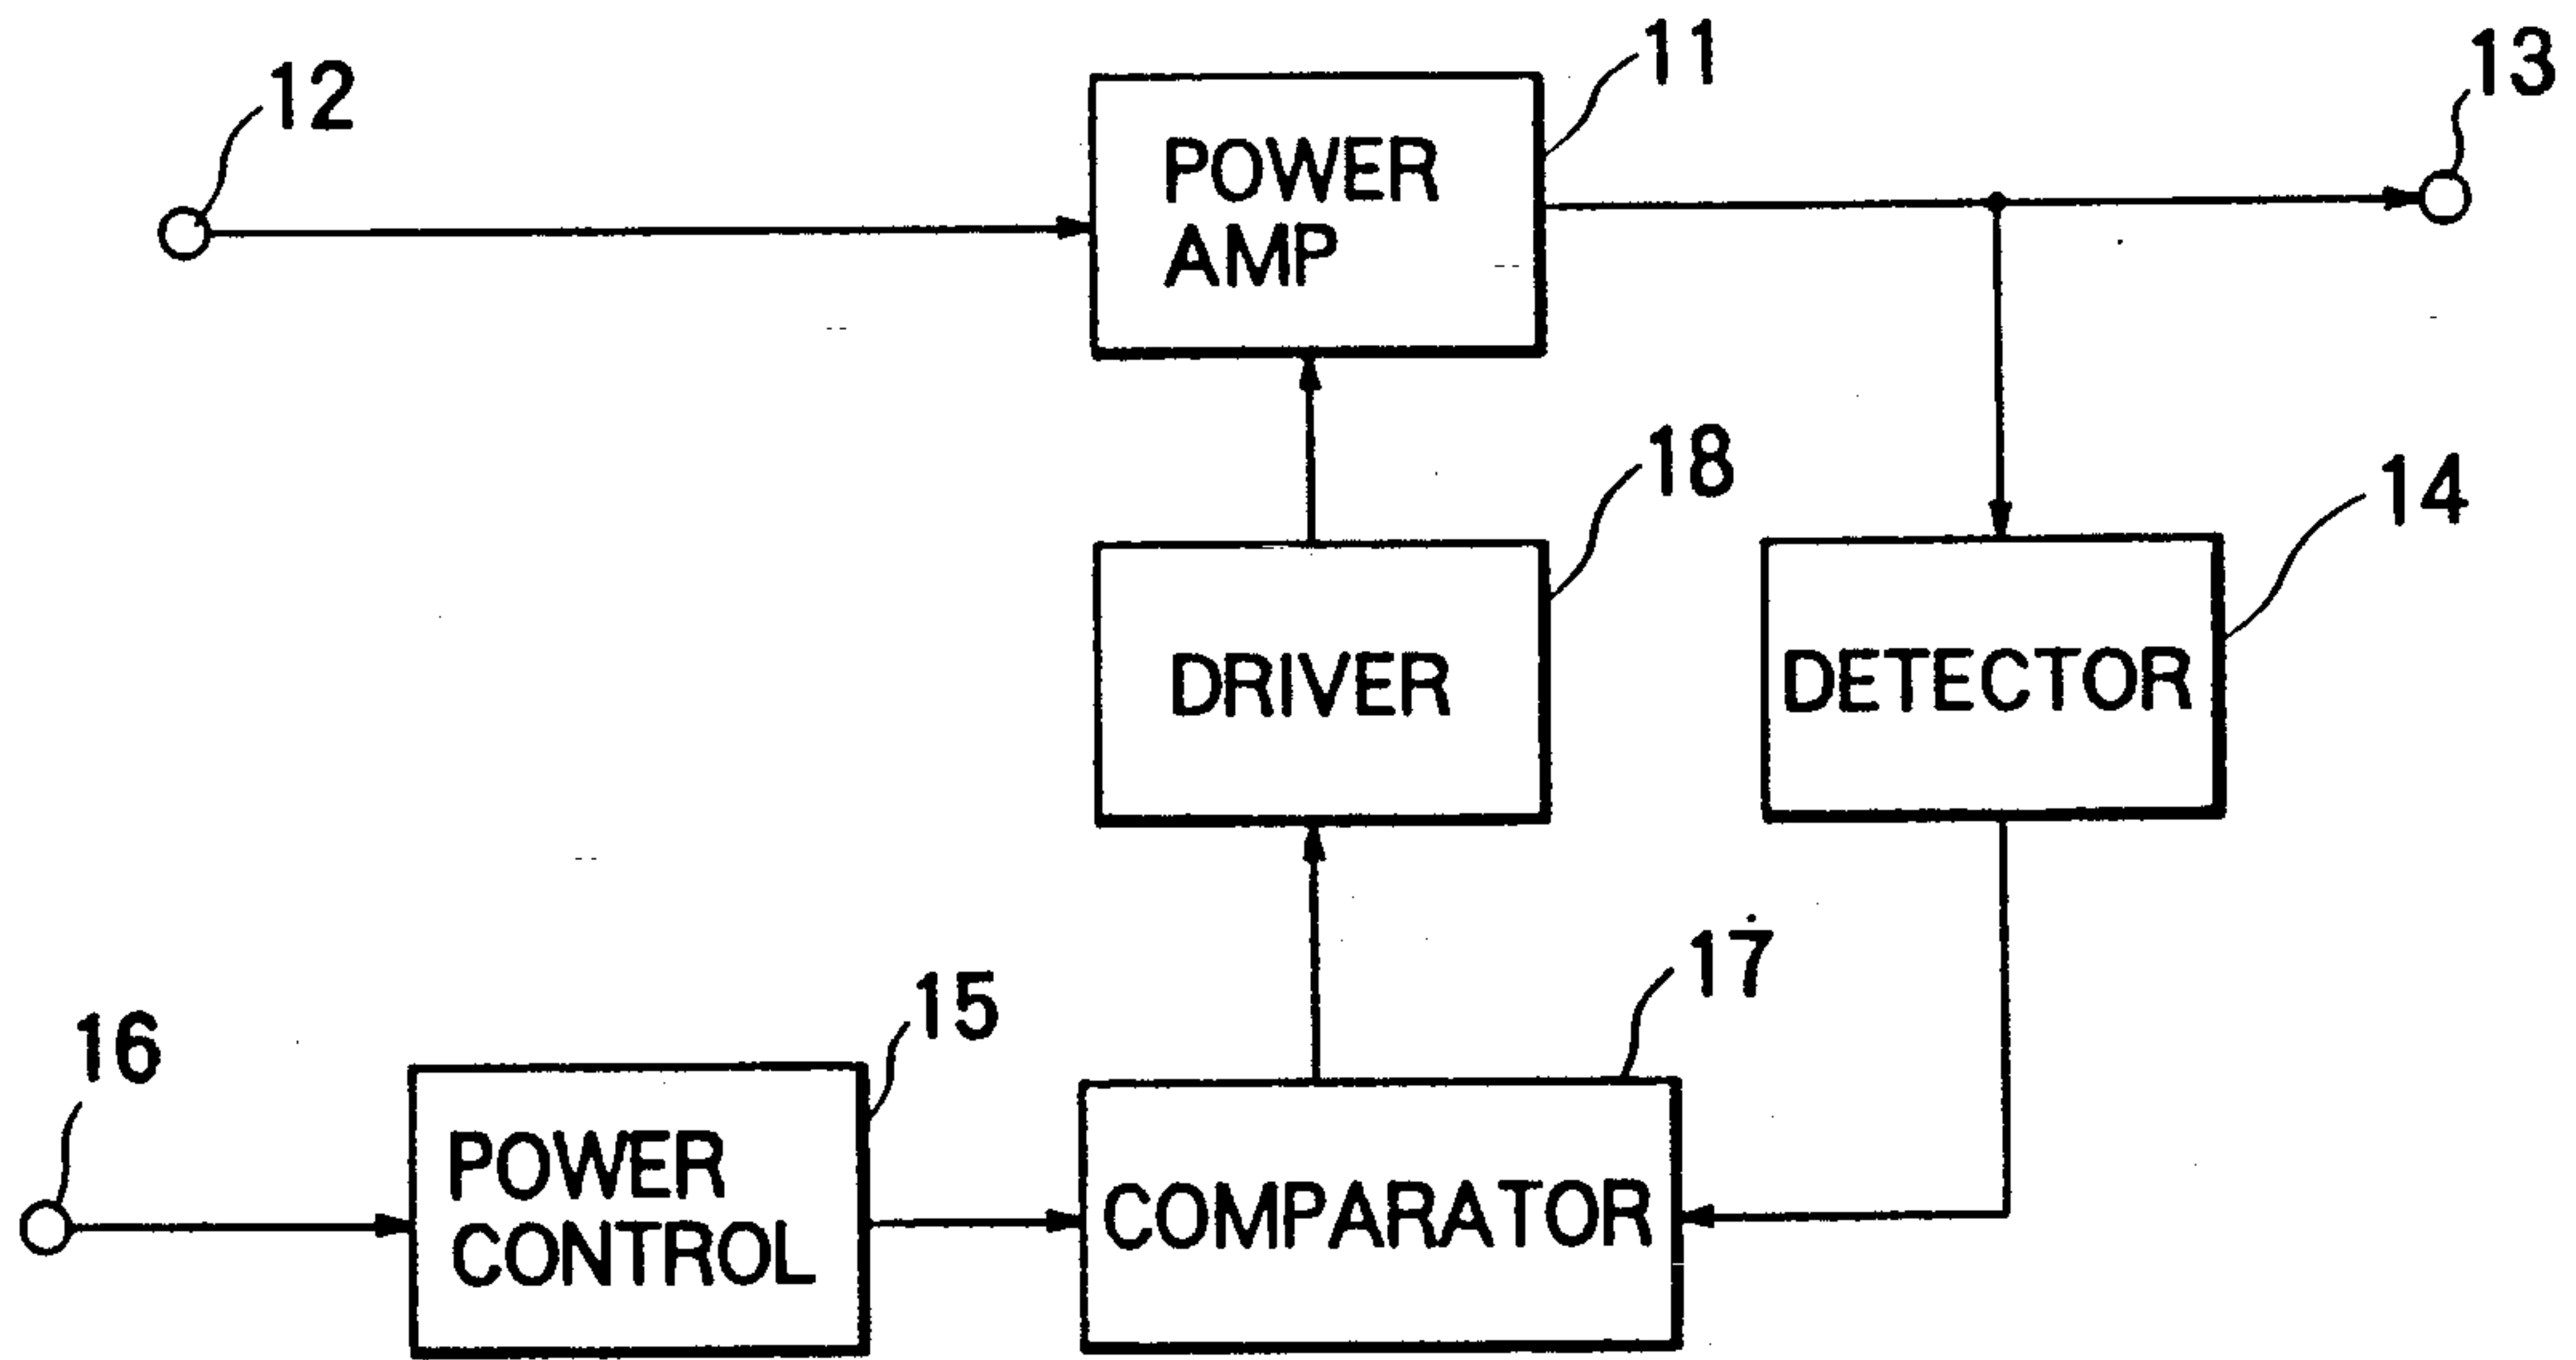 12
11
13
POWER
AMP
18
14
DRIVER
DETECTOR
17
15
16
POWER
CONTROL
COMPARATOR